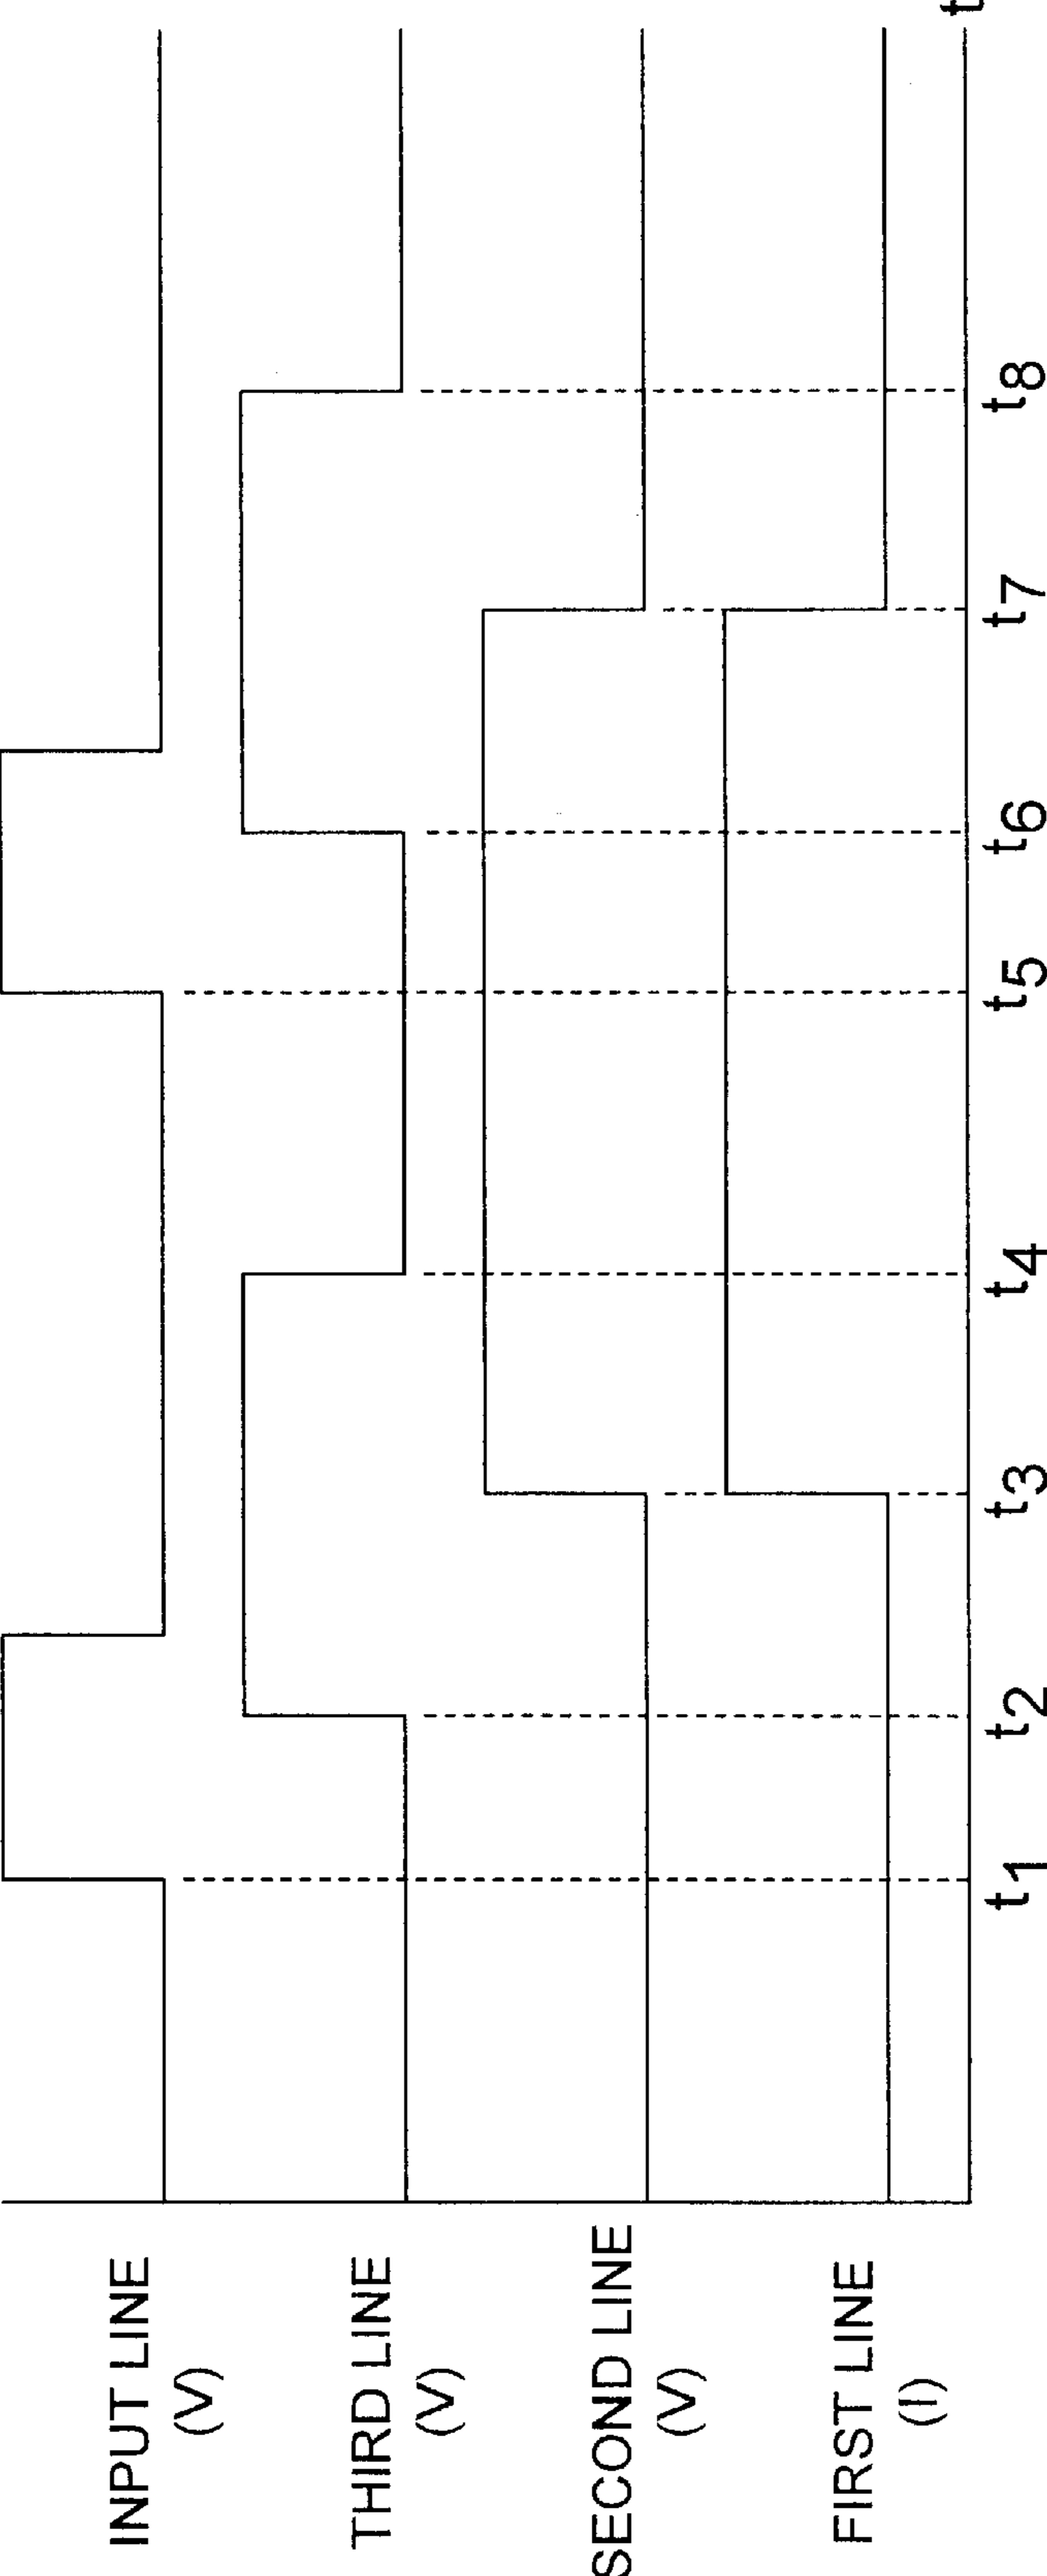 INPUT LINE
(V)
THIRD LINE
(V)
SECOND LINE
(V)
FIRST LINE
(I)
t1 t2 t3 t4 t5 t6 t7 t8 t